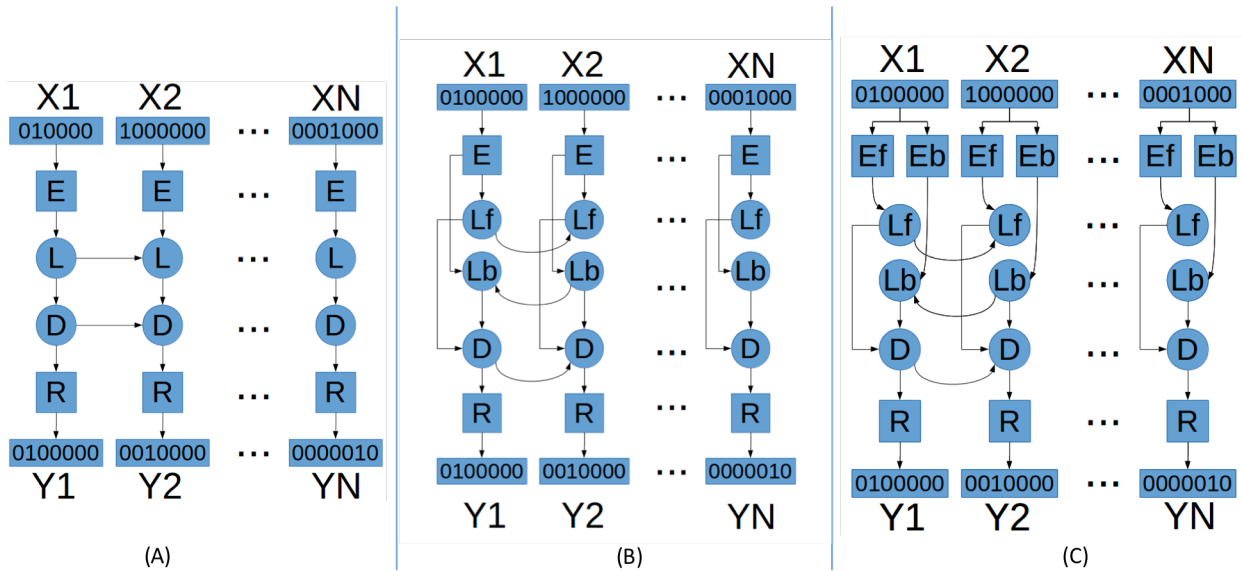 X1 X2 XN
010000 1000000 ... 0001000
E E ... E
L L ... L
D D ... D
R R ... R
0100000 0010000 ... 0000010
Y1 Y2 YN
(A)
X1 X2 XN
0100000 1000000 ... 0001000
E E ... E
Lf Lf ... Lf
Lb Lb ... Lb
D D ... D
R R ... R
0100000 0010000 ... 0000010
Y1 Y2 YN
(B)
X1 X2 XN
0100000 1000000 ... 0001000
Ef Eb Ef Eb ... Ef Eb
Lf Lf ... Lf
Lb Lb ... Lb
D D ... D
R R ... R
0100000 0010000 ... 0000010
Y1 Y2 YN
(C)